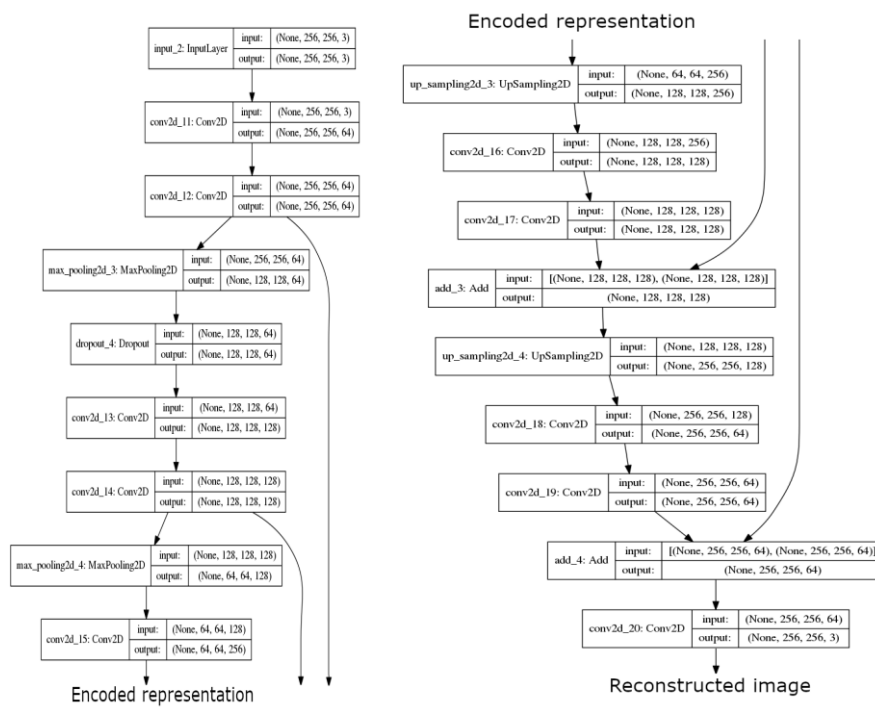 input_2: InputLayer
input: (None, 256, 256, 3)
output: (None, 256, 256, 3)
conv2d_11: Conv2D
input: (None, 256, 256, 3)
output: (None, 256, 256, 64)
conv2d_12: Conv2D
input: (None, 256, 256, 64)
output: (None, 256, 256, 64)
max_pooling2d_3: MaxPooling2D
input: (None, 256, 256, 64)
output: (None, 128, 128, 64)
dropout_4: Dropout
input: (None, 128, 128, 64)
output: (None, 128, 128, 64)
conv2d_13: Conv2D
input: (None, 128, 128, 64)
output: (None, 128, 128, 128)
conv2d_14: Conv2D
input: (None, 128, 128, 128)
output: (None, 128, 128, 128)
max_pooling2d_4: MaxPooling2D
input: (None, 128, 128, 128)
output: (None, 64, 64, 128)
conv2d_15: Conv2D
input: (None, 64, 64, 128)
output: (None, 64, 64, 256)
Encoded representation
Encoded representation
up_sampling2d_3: UpSampling2D
input: (None, 64, 64, 256)
output: (None, 128, 128, 256)
conv2d_16: Conv2D
input: (None, 128, 128, 256)
output: (None, 128, 128, 128)
conv2d_17: Conv2D
input: (None, 128, 128, 128)
output: (None, 128, 128, 128)
add_3: Add
input: [(None, 128, 128, 128), (None, 128, 128, 128)]
output: (None, 128, 128, 128)
up_sampling2d_4: UpSampling2D
input: (None, 128, 128, 128)
output: (None, 256, 256, 128)
conv2d_18: Conv2D
input: (None, 256, 256, 128)
output: (None, 256, 256, 64)
conv2d_19: Conv2D
input: (None, 256, 256, 64)
output: (None, 256, 256, 64)
add_4: Add
input: [(None, 256, 256, 64), (None, 256, 256, 64)]
output: (None, 256, 256, 64)
conv2d_20: Conv2D
input: (None, 256, 256, 64)
output: (None, 256, 256, 3)
Reconstructed image